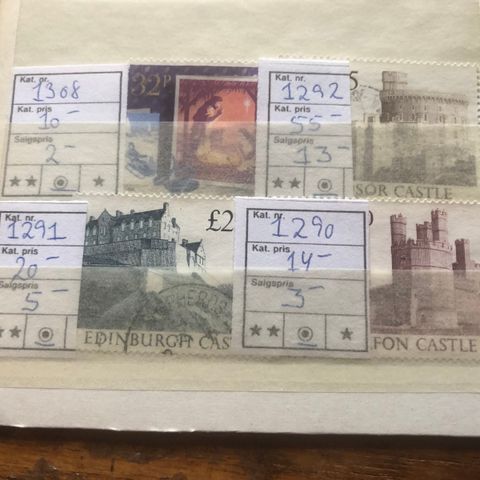 Kat. nr.
1308
Kat. pris
10-
Salgspris
2-
★★
★
32P
Kat. nr.
1292
Kat. pris
55-
Salgspris
13-
★★
★
5
SOR CASTLE
Kat. nr.
1291
Kat. pris
20-
Salgspris
5-
★★
★
£2
EDINBURGH CAS
Kat. nr.
1290
Kat. pris
14-
Salgspris
3-
★★
★
FON CASTLE